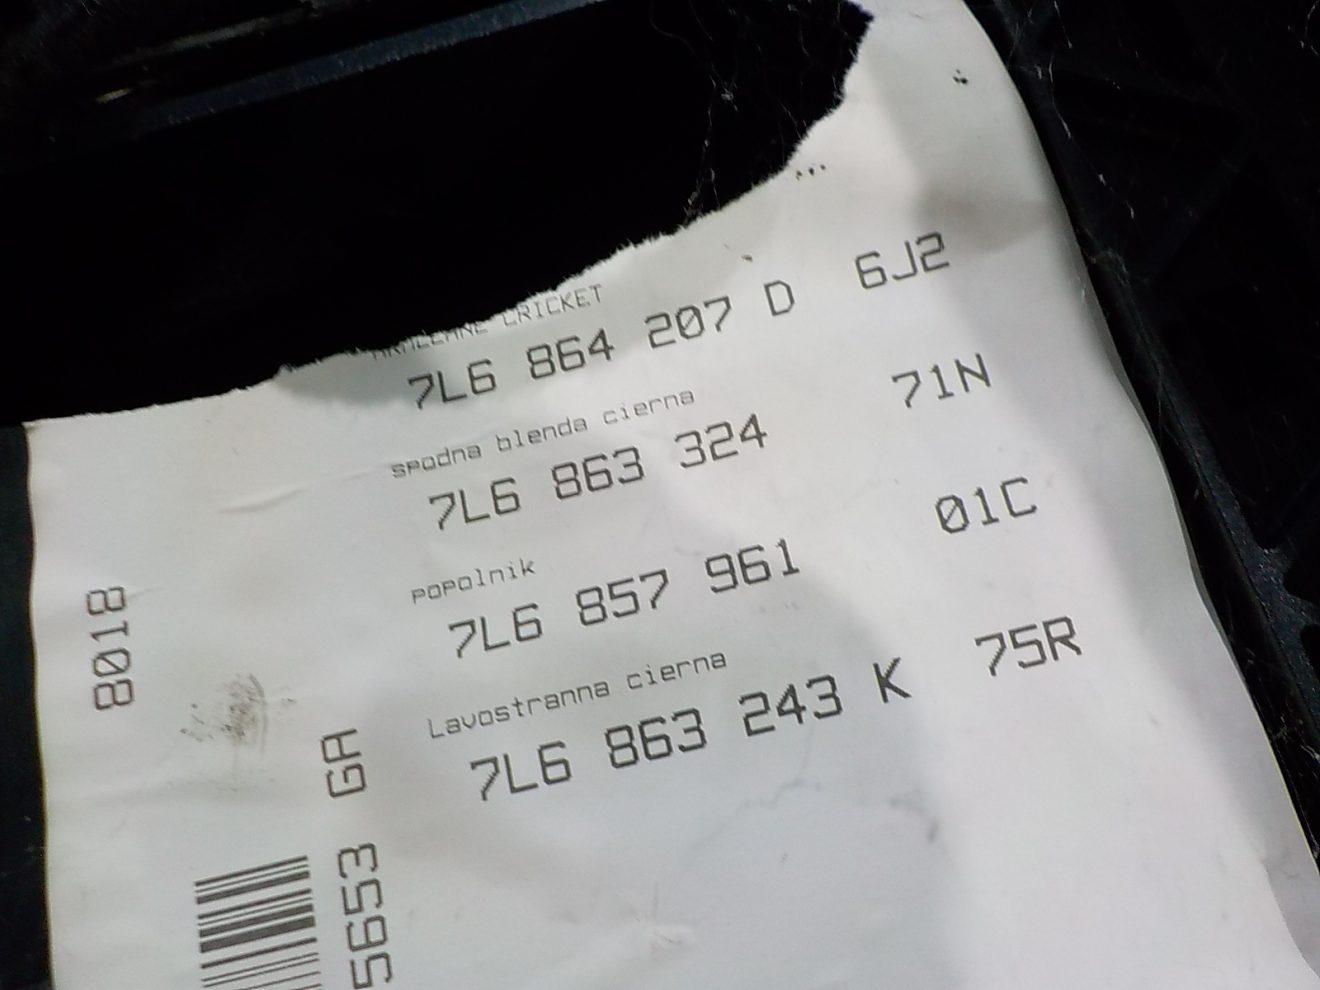 CRICKET
7L6 864 207 D 6J2
spodna blenda cierna
7L6 863 324 71N
popolnik
7L6 857 961 01C
Lavostranna cierna
7L6 863 243 K 75R
8018
5653 GA